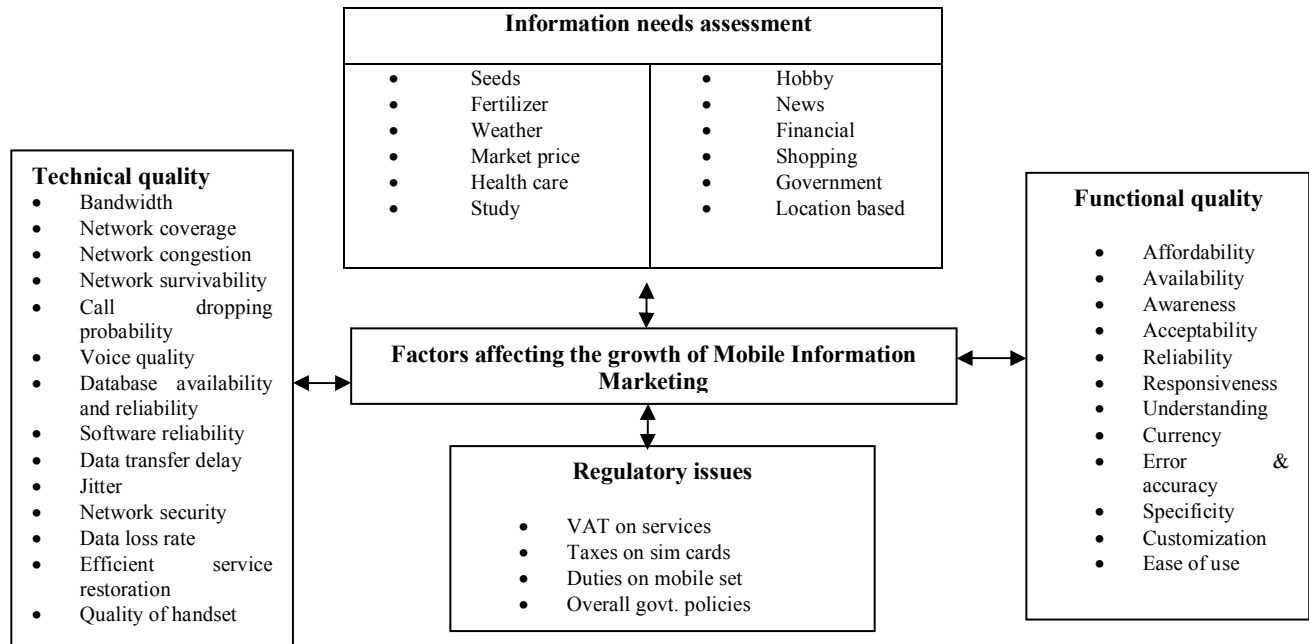 Information needs assessment
• Seeds
• Fertilizer
• Weather
• Market price
• Health care
• Study
• Hobby
• News
• Financial
• Shopping
• Government
• Location based
Technical quality
• Bandwidth
• Network coverage
• Network congestion
• Network survivability
• Call dropping
probability
• Voice quality
• Database availability
and reliability
• Software reliability
• Data transfer delay
• Jitter
• Network security
• Data loss rate
• Efficient service
restoration
• Quality of handset
Factors affecting the growth of Mobile Information
Marketing
Functional quality
• Affordability
• Availability
• Awareness
• Acceptability
• Reliability
• Responsiveness
• Understanding
• Currency
• Error &
accuracy
• Specificity
• Customization
• Ease of use
Regulatory issues
• VAT on services
• Taxes on sim cards
• Duties on mobile set
• Overall govt. policies